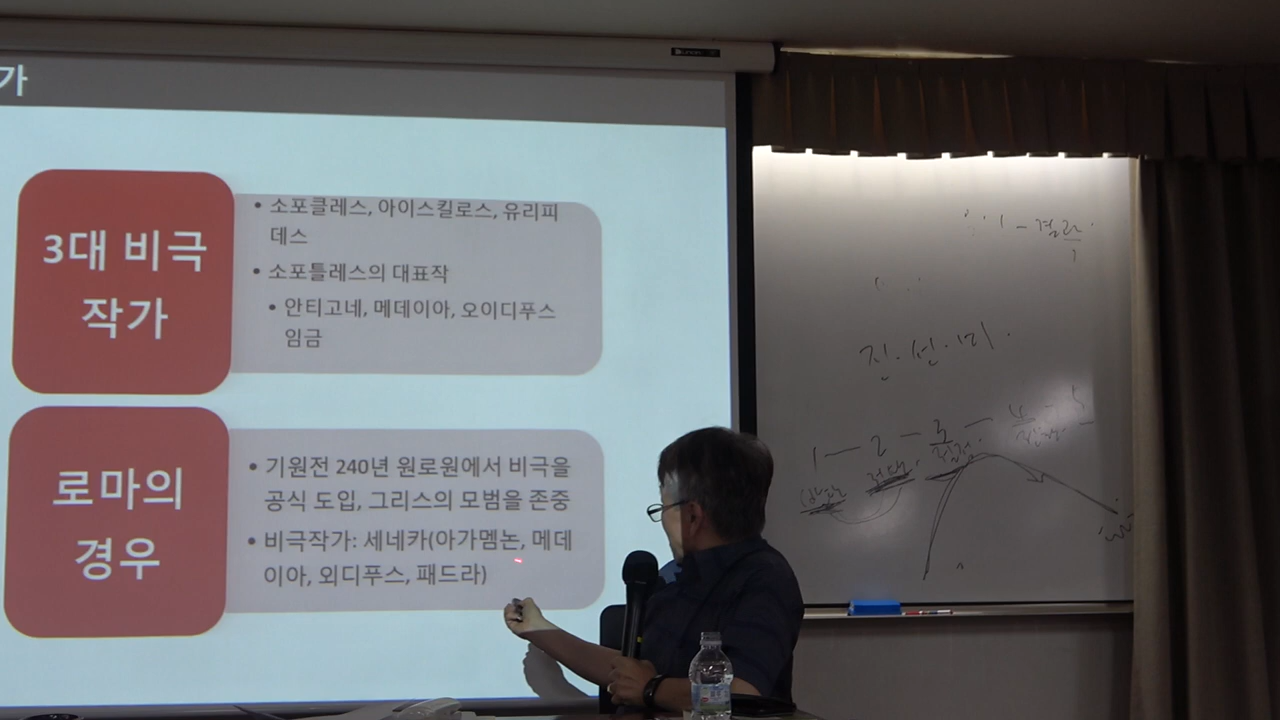 가
3대 비극
작가
• 소포클레스, 아이스킬로스, 유리피
데스
• 소포틀레스의 대표작
• 안티고네, 메데이아, 오이디푸스
임금
로마의
경우
• 기원전 240년 원로원에서 비극을
공식 도입, 그리스의 모범을 존중
• 비극작가: 세네카(아가멤논, 메데
이아, 외디푸스, 패드라)
진·선·미
1 — 2 — 3 — 4 — 5